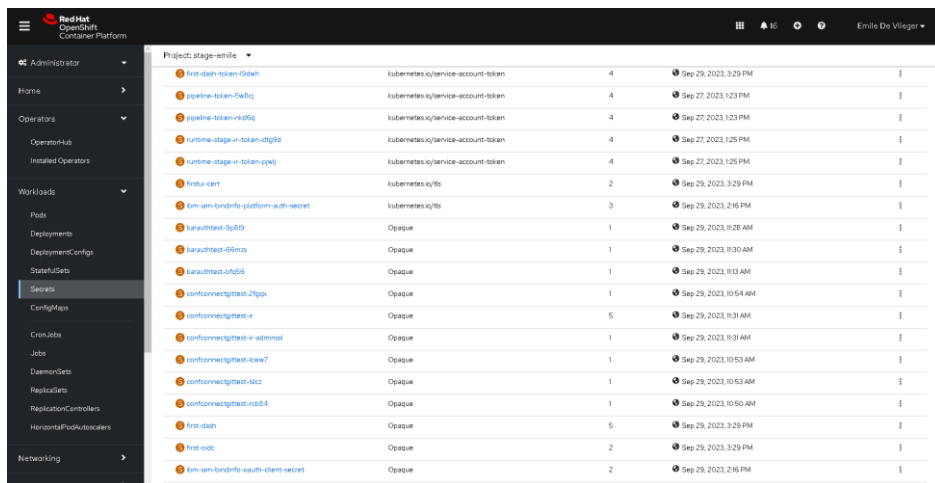 Red Hat
OpenShift
Container Platform
16
Emile De Vlieger
Administrator
Home
Operators
OperatorHub
Installed Operators
Workloads
Pods
Deployments
DeploymentConfigs
StatefulSets
Secrets
ConfigMaps
CronJobs
Jobs
DaemonSets
ReplicaSets
ReplicationControllers
HorizontalPodAutoscalers
Networking
Project: stage-emile
S first-dash-token-l9dwh kubernetes.io/service-account-token 4 Sep 29, 2023, 3:29 PM
S pipeline-token-5w8cj kubernetes.io/service-account-token 4 Sep 27, 2023, 1:23 PM
S pipeline-token-nkd6q kubernetes.io/service-account-token 4 Sep 27, 2023, 1:23 PM
S runtime-stage-ir-token-dtg9d kubernetes.io/service-account-token 4 Sep 27, 2023, 1:25 PM
S runtime-stage-ir-token-pjwlj kubernetes.io/service-account-token 4 Sep 27, 2023, 1:25 PM
S firstui-cert kubernetes.io/tls 2 Sep 29, 2023, 3:29 PM
S ibm-iam-bindinfo-platform-auth-secret kubernetes.io/tls 3 Sep 29, 2023, 2:16 PM
S barauthtest-9p8l9 Opaque 1 Sep 29, 2023, 11:28 AM
S barauthtest-66mzs Opaque 1 Sep 29, 2023, 11:30 AM
S barauthtest-bfq56 Opaque 1 Sep 29, 2023, 11:13 AM
S confconnectgittest-2fgqx Opaque 1 Sep 29, 2023, 10:54 AM
S confconnectgittest-ir Opaque 5 Sep 29, 2023, 11:31 AM
S confconnectgittest-ir-adminssl Opaque 1 Sep 29, 2023, 11:31 AM
S confconnectgittest-lcww7 Opaque 1 Sep 29, 2023, 10:53 AM
S confconnectgittest-lslcz Opaque 1 Sep 29, 2023, 10:53 AM
S confconnectgittest-rcb84 Opaque 1 Sep 29, 2023, 10:50 AM
S first-dash Opaque 5 Sep 29, 2023, 3:29 PM
S first-oidc Opaque 2 Sep 29, 2023, 3:29 PM
S ibm-iam-bindinfo-oauth-client-secret Opaque 2 Sep 29, 2023, 2:16 PM